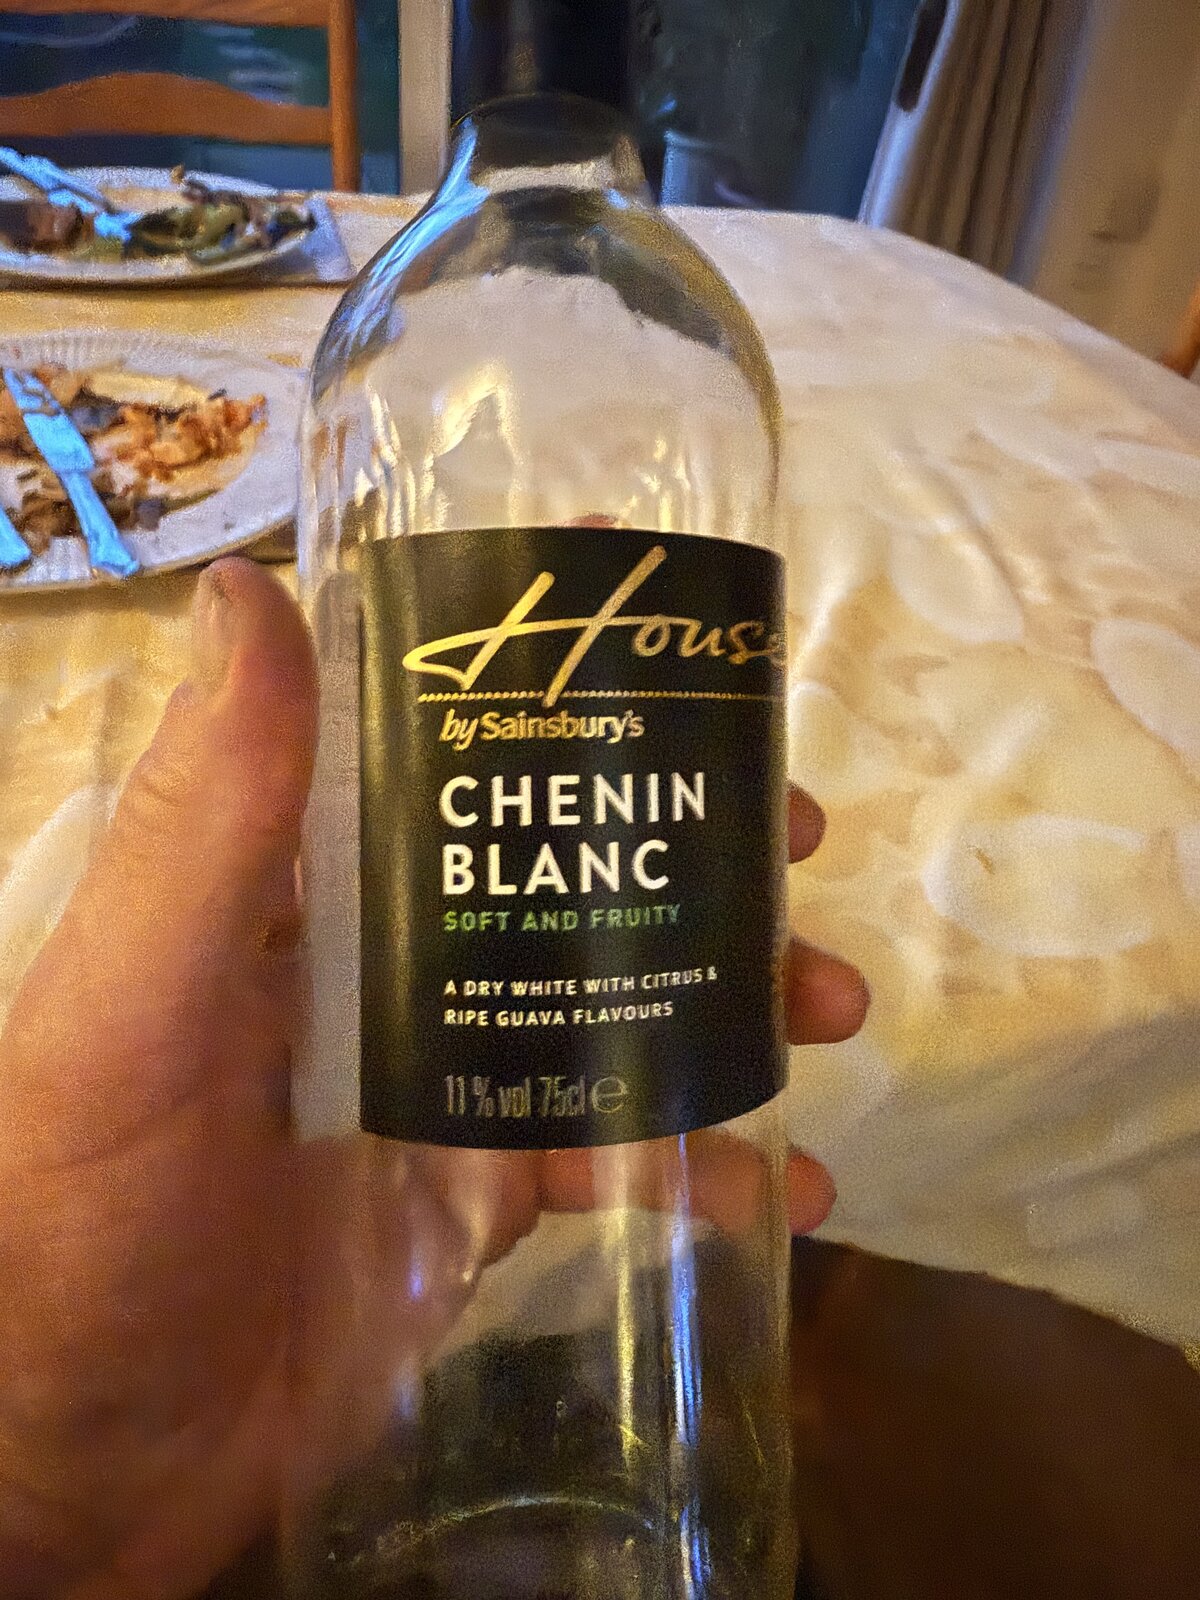 House
by Sainsbury's
CHENIN
BLANC
SOFT AND FRUITY
A DRY WHITE WITH CITRUS &
RIPE GUAVA FLAVOURS
11%vol 75cl e